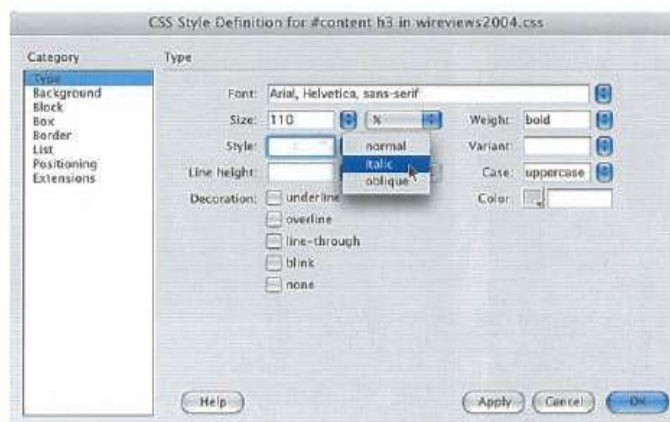 CSS Style Definition for #content h3 in wireviews2004.css
Category
Type
Type
Background
Block
Box
Border
List
Positioning
Extensions
Font: Arial, Helvetica, sans-serif
Size: 110 % Weight: bold
Style: normal Variant:
italic
Line height: Case: uppercase
oblique
Decoration: underline Color:
overline
line-through
blink
none
Help Apply Cancel OK